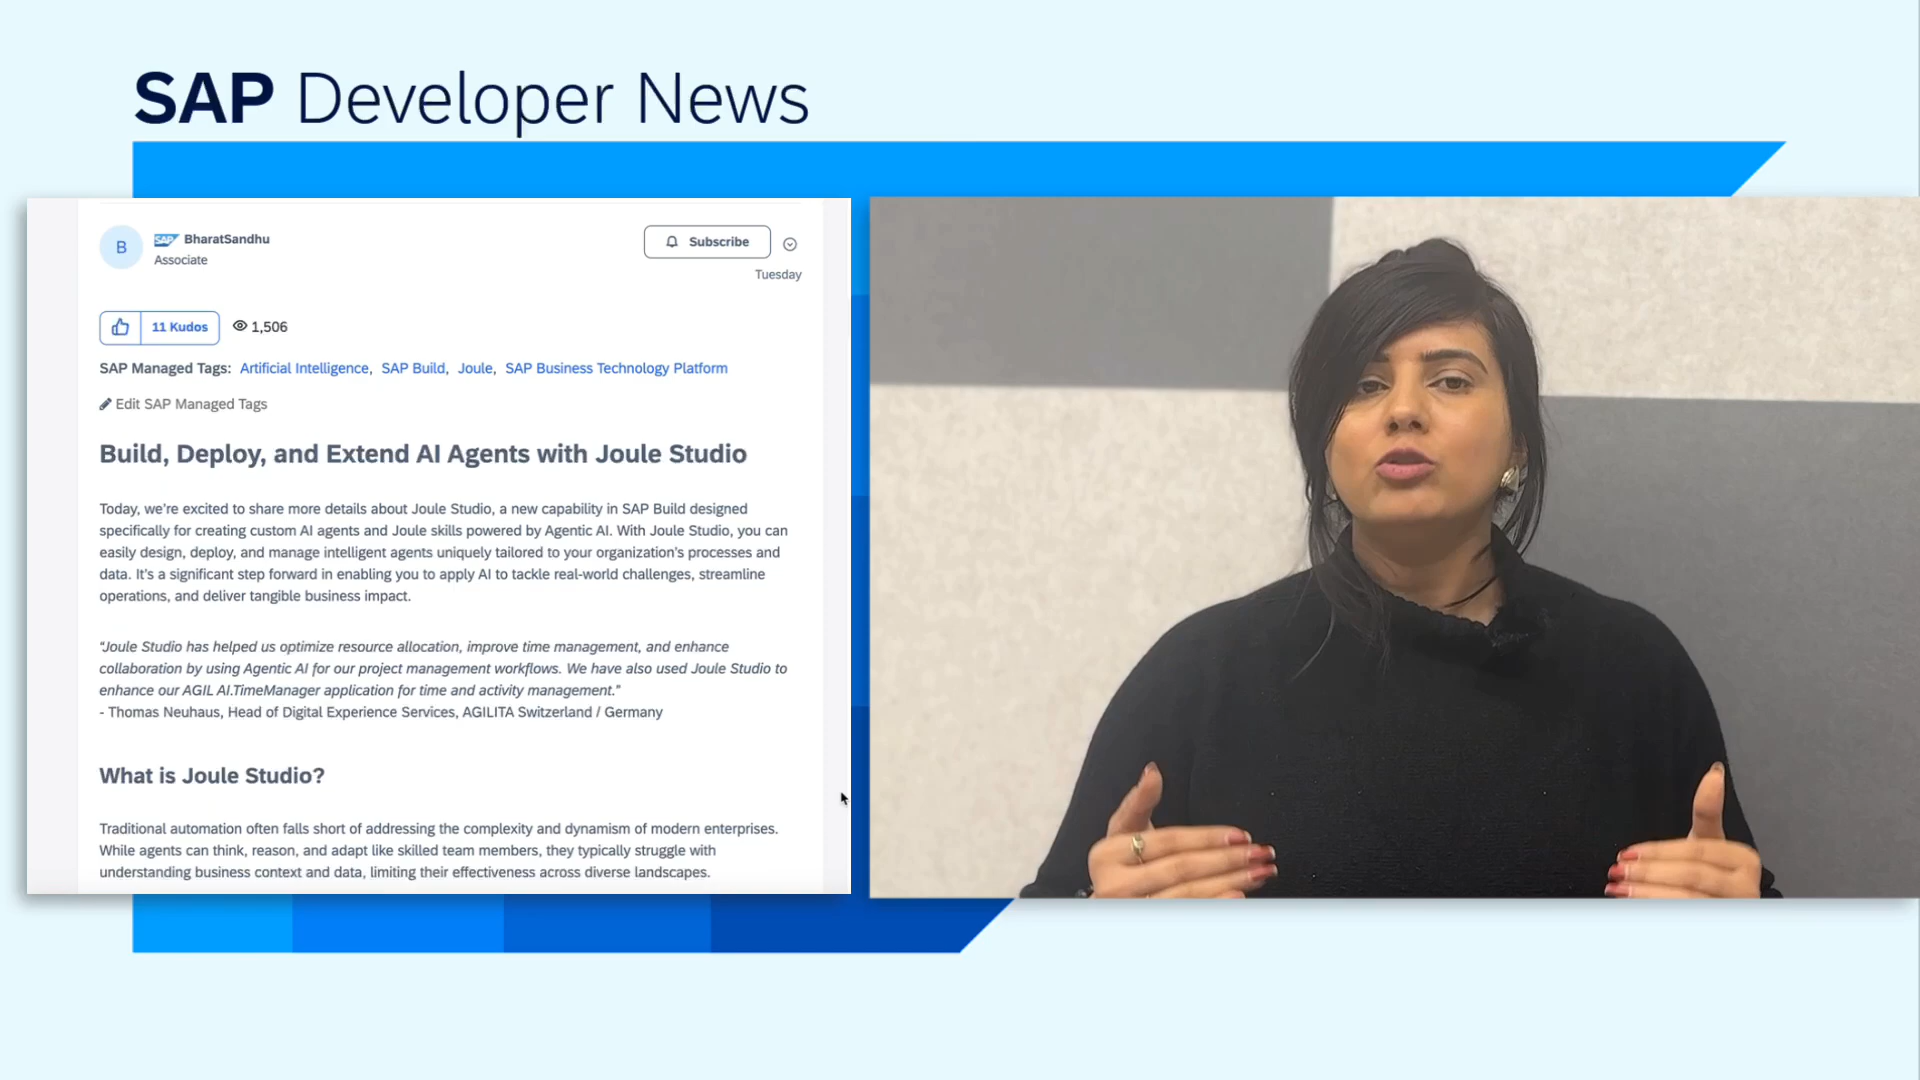 SAP Developer News
B
SAP BharatSandhu
Associate
Subscribe
Tuesday
11 Kudos 1,506
SAP Managed Tags: Artificial Intelligence, SAP Build, Joule, SAP Business Technology Platform
Edit SAP Managed Tags
Build, Deploy, and Extend AI Agents with Joule Studio
Today, we're excited to share more details about Joule Studio, a new capability in SAP Build designed
specifically for creating custom AI agents and Joule skills powered by Agentic AI. With Joule Studio, you can
easily design, deploy, and manage intelligent agents uniquely tailored to your organization's processes and
data. It's a significant step forward in enabling you to apply AI to tackle real-world challenges, streamline
operations, and deliver tangible business impact.
“Joule Studio has helped us optimize resource allocation, improve time management, and enhance
collaboration by using Agentic AI for our project management workflows. We have also used Joule Studio to
enhance our AGIL AI.TimeManager application for time and activity management.”
- Thomas Neuhaus, Head of Digital Experience Services, AGILITA Switzerland / Germany
What is Joule Studio?
Traditional automation often falls short of addressing the complexity and dynamism of modern enterprises.
While agents can think, reason, and adapt like skilled team members, they typically struggle with
understanding business context and data, limiting their effectiveness across diverse landscapes.